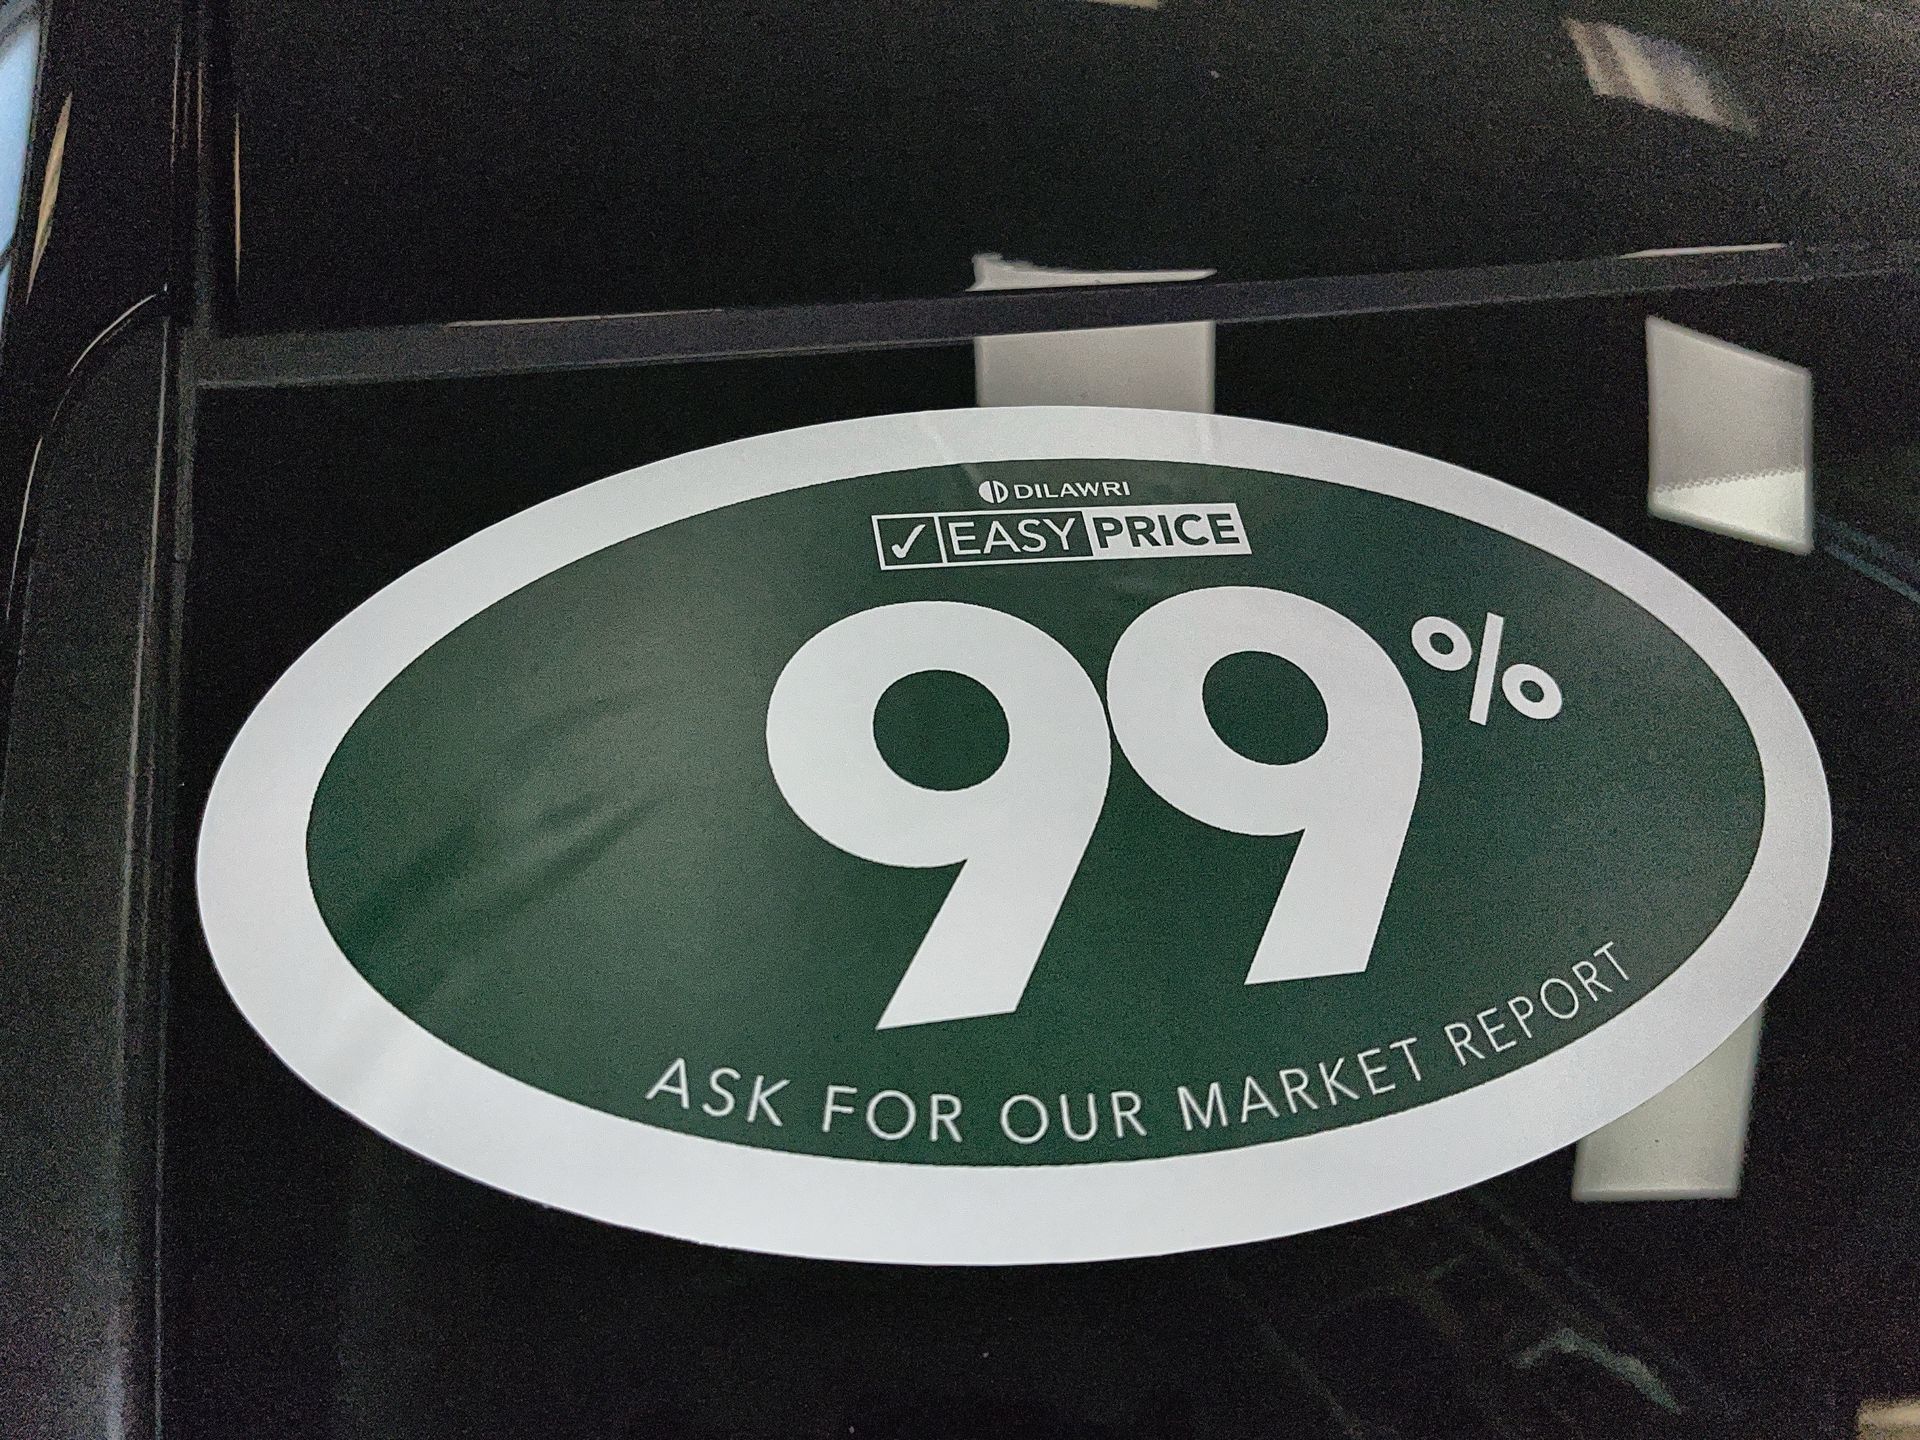 DILAWRI
✓ EASY PRICE
99%
ASK FOR OUR MARKET REPORT